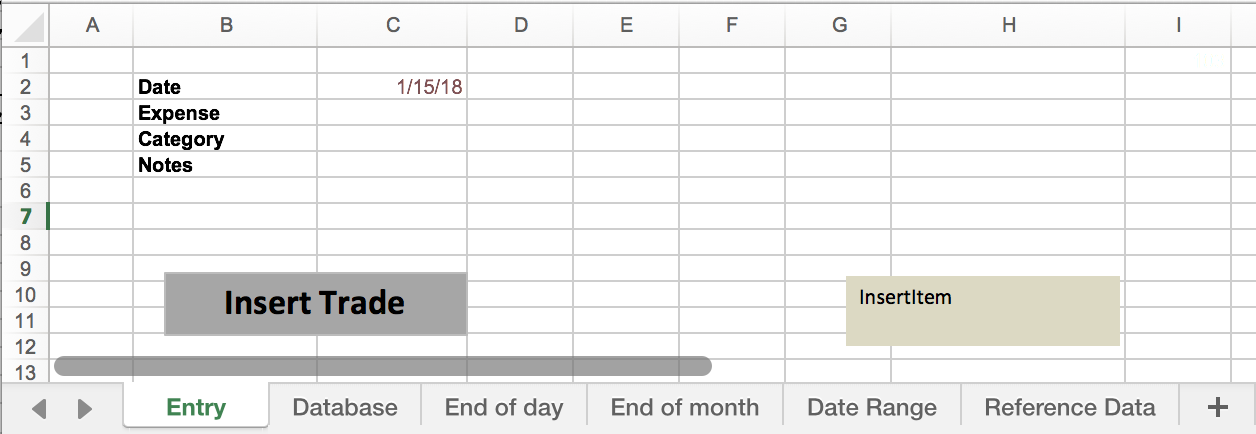 A B C D E F G H I
1
2 Date 1/15/18
3 Expense
4 Category
5 Notes
6
7
8
9
10 Insert Trade InsertItem
11
12
13
Entry Database End of day End of month Date Range Reference Data +